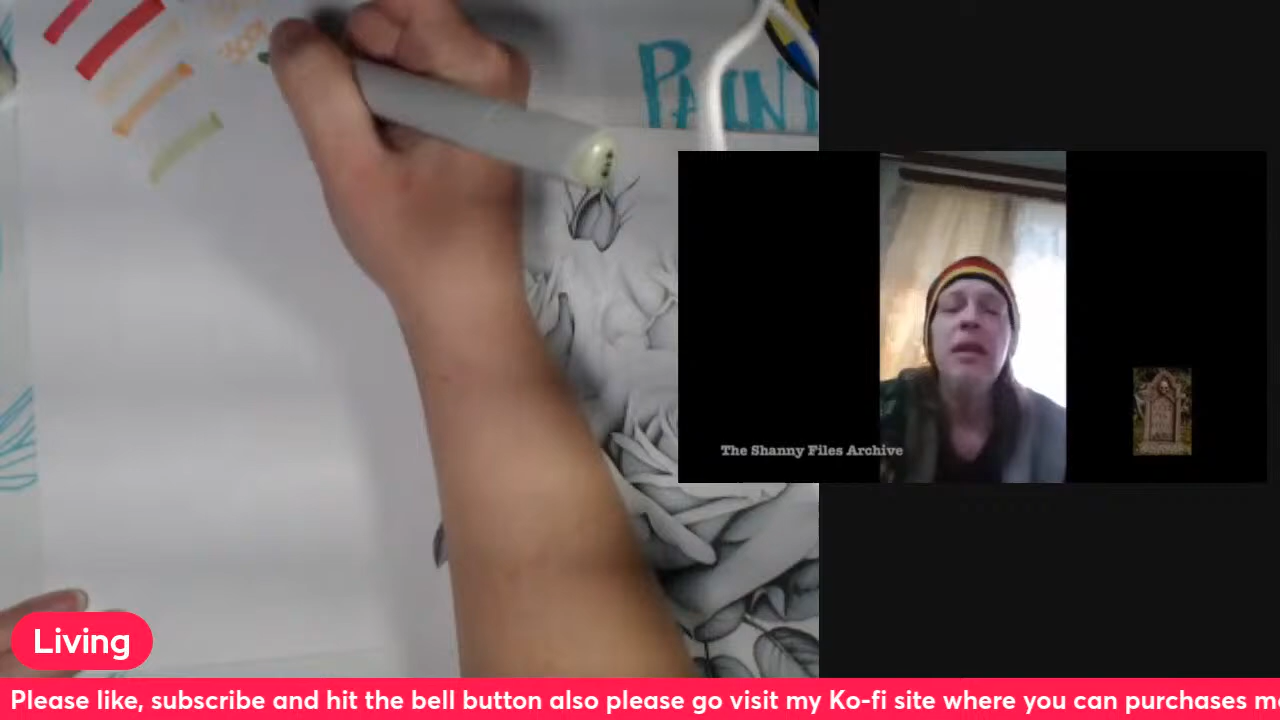 PAINT
The Shanny Files Archive
Living
Please like, subscribe and hit the bell button also please go visit my Ko-fi site where you can purchases m